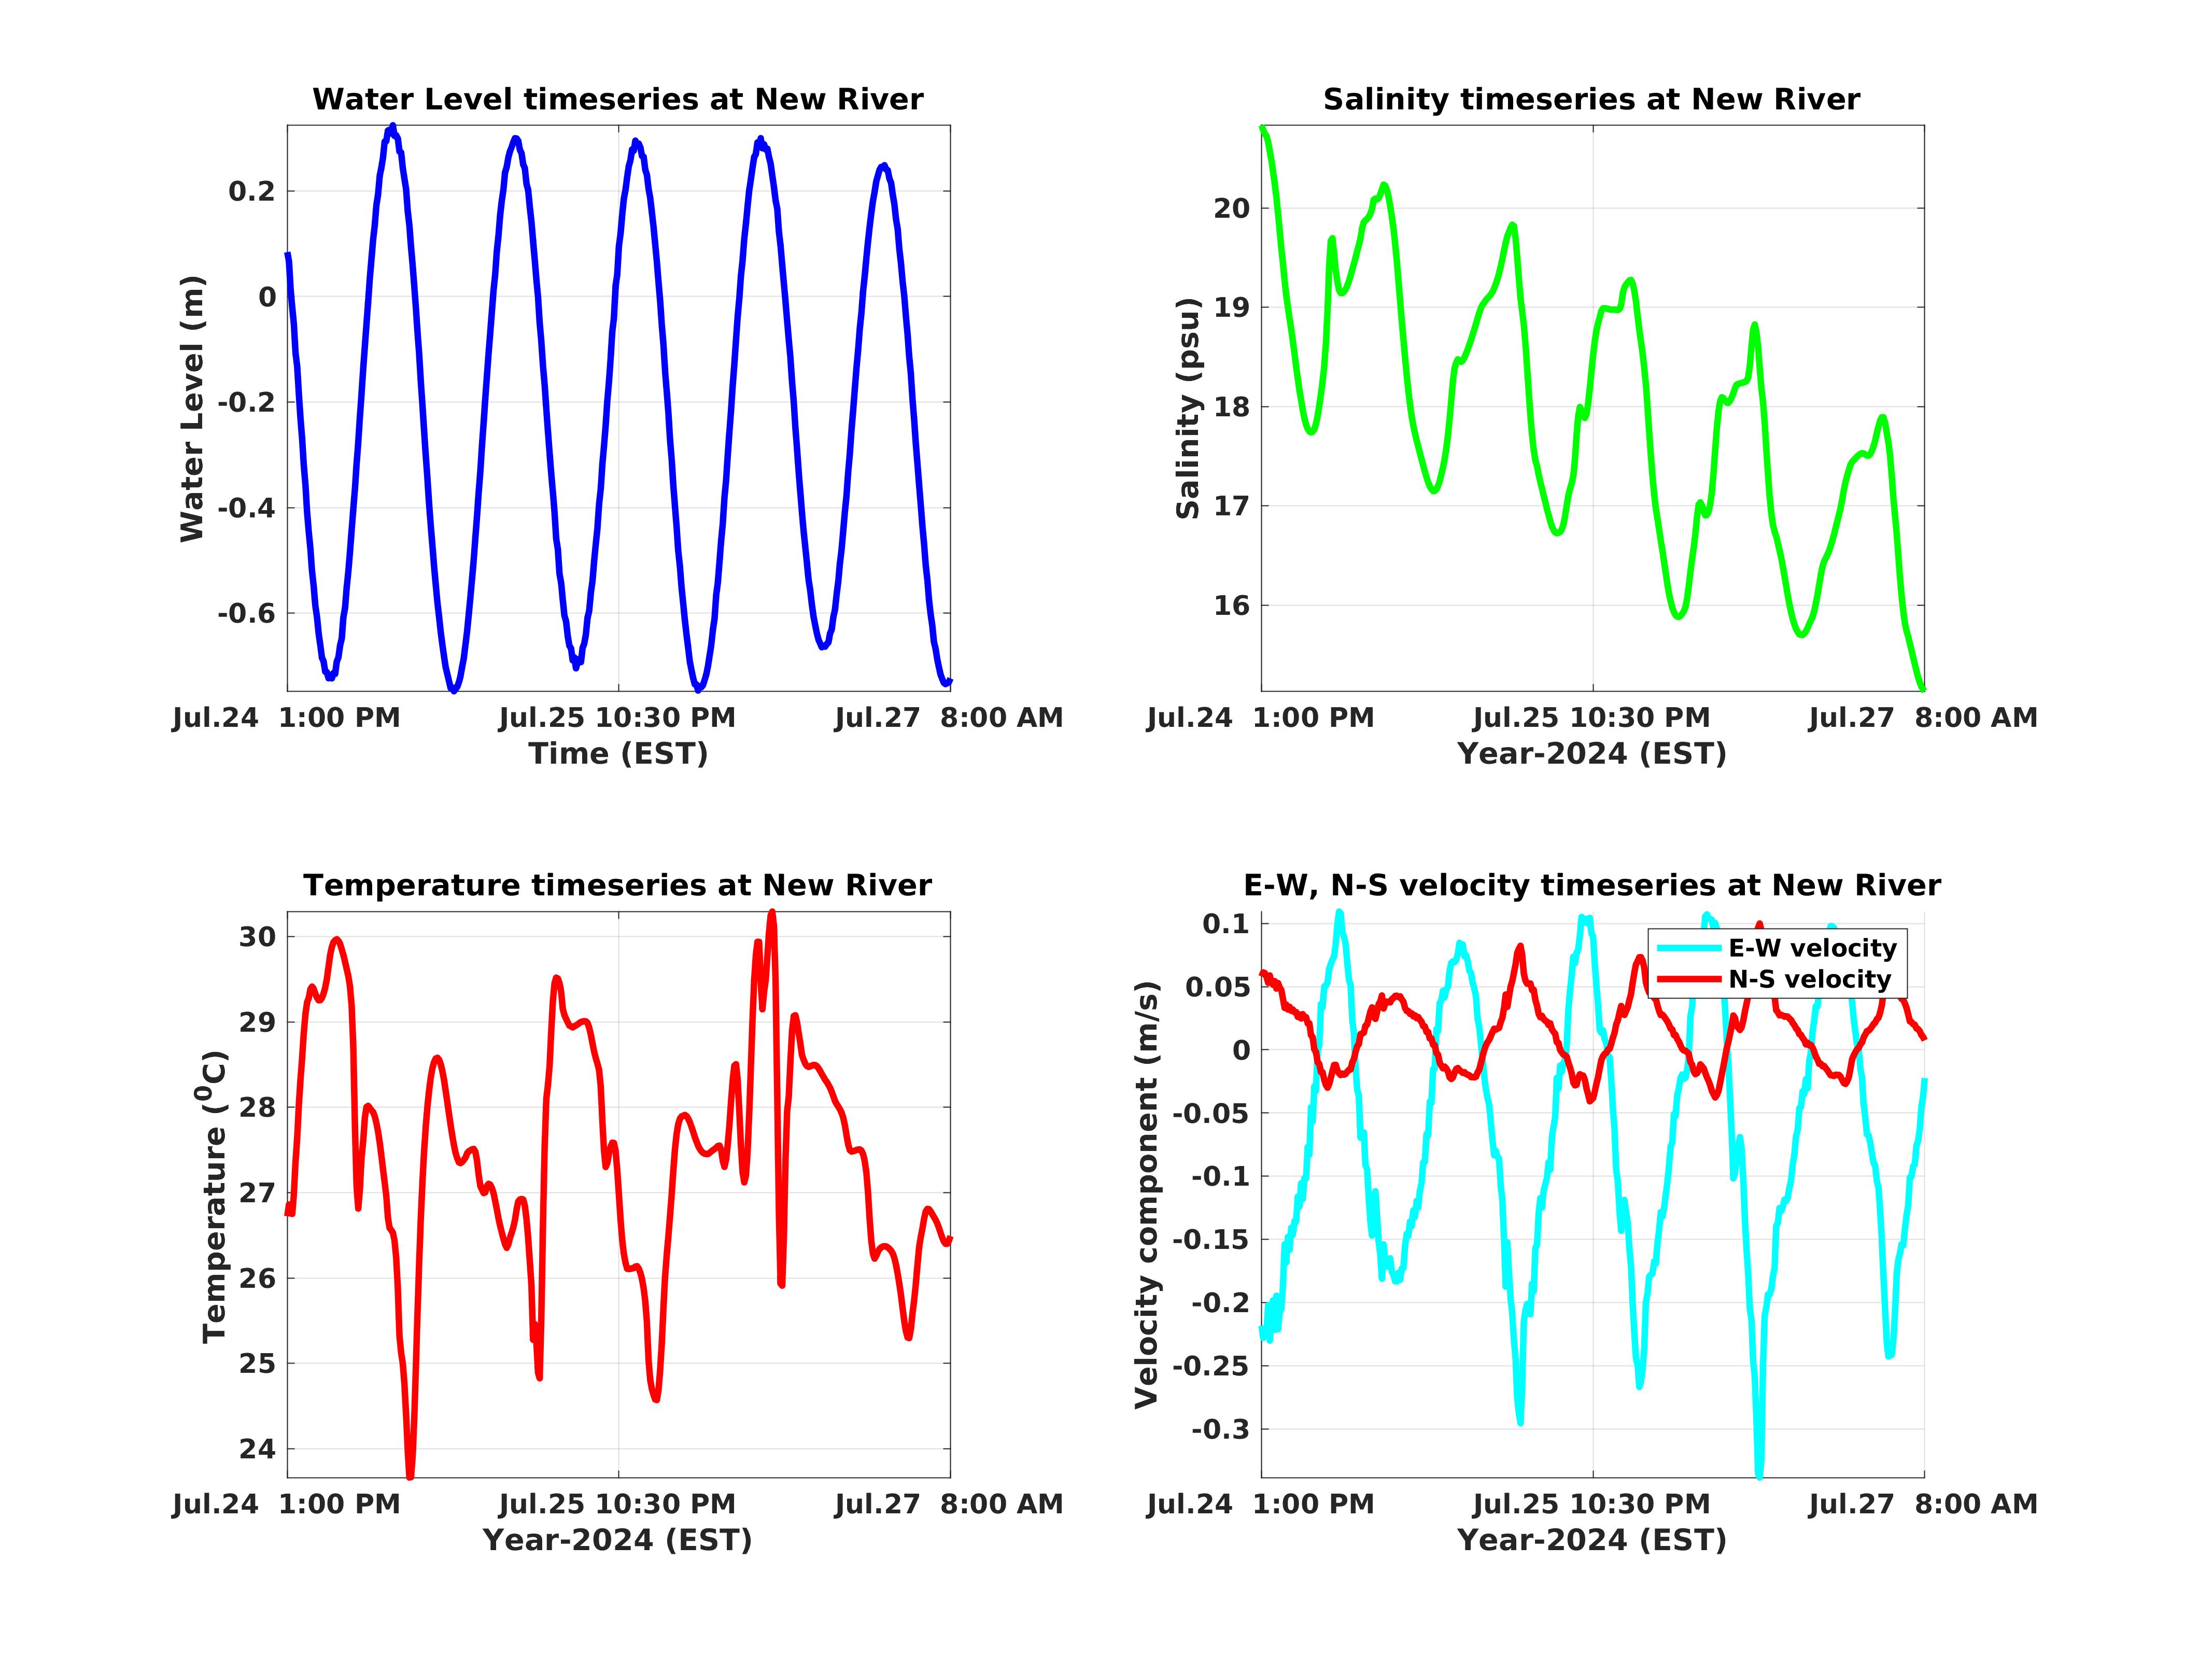 Water Level timeseries at New River
Water Level (m)
0.2
0
-0.2
-0.4
-0.6
Jul.24 1:00 PM
Jul.25 10:30 PM
Jul.27 8:00 AM
Time (EST)
Salinity timeseries at New River
Salinity (psu)
20
19
18
17
16
Jul.24 1:00 PM
Jul.25 10:30 PM
Jul.27 8:00 AM
Year-2024 (EST)
Temperature timeseries at New River
Temperature (⁰C)
30
29
28
27
26
25
24
Jul.24 1:00 PM
Jul.25 10:30 PM
Jul.27 8:00 AM
Year-2024 (EST)
E-W, N-S velocity timeseries at New River
Velocity component (m/s)
0.1
0.05
0
-0.05
-0.1
-0.15
-0.2
-0.25
-0.3
E-W velocity
N-S velocity
Jul.24 1:00 PM
Jul.25 10:30 PM
Jul.27 8:00 AM
Year-2024 (EST)